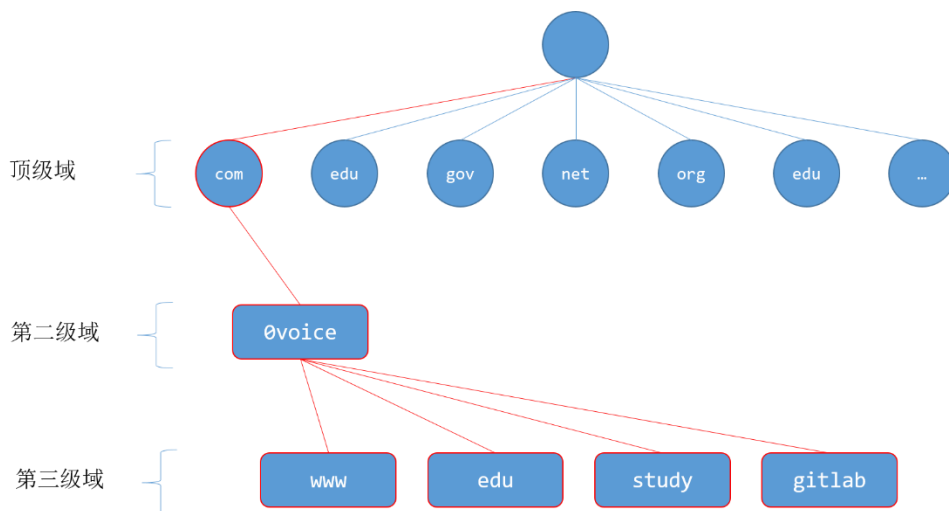 顶级域
com
edu
gov
net
org
edu
…
第二级域
0voice
第三级域
www
edu
study
gitlab